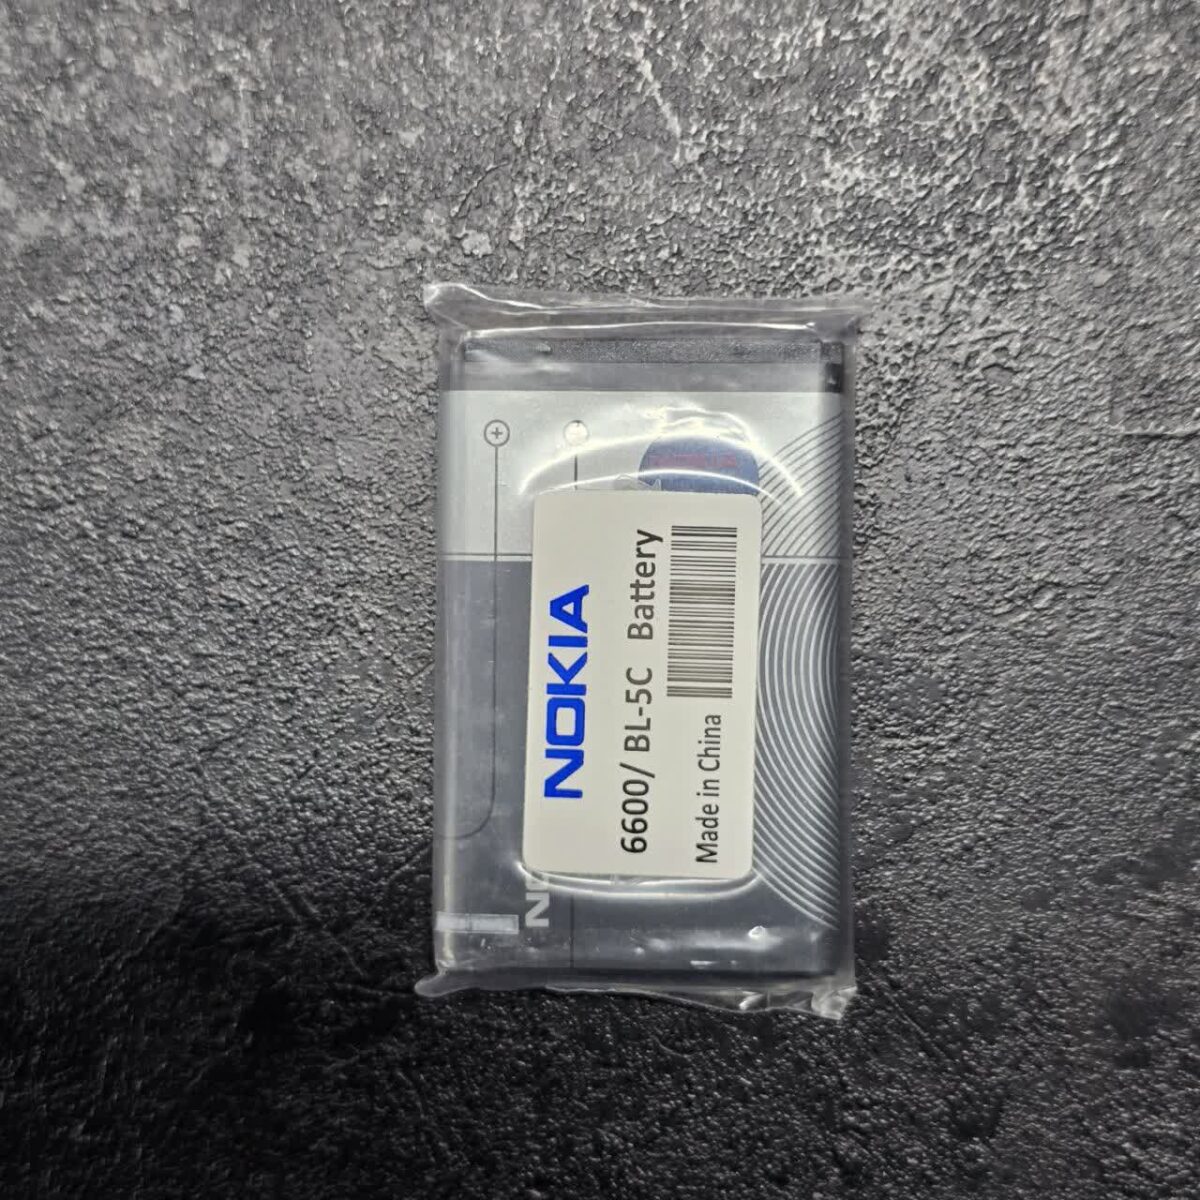 NOKIA
6600/ BL-5C Battery
Made in China